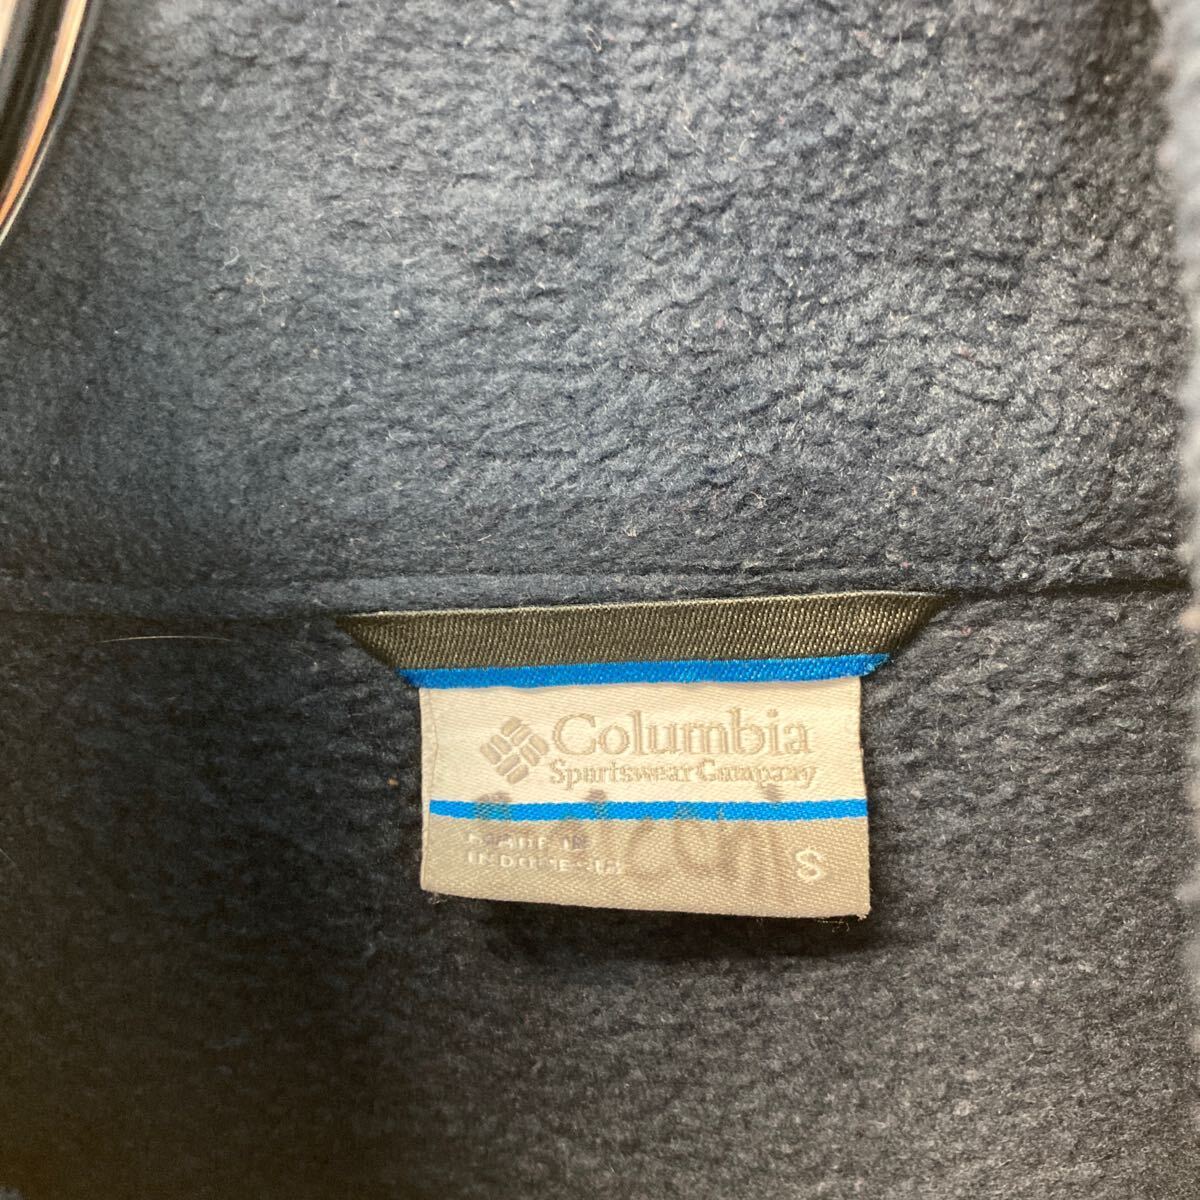 Columbia
Sportswear Company
MADE IN
INDONESIA
S